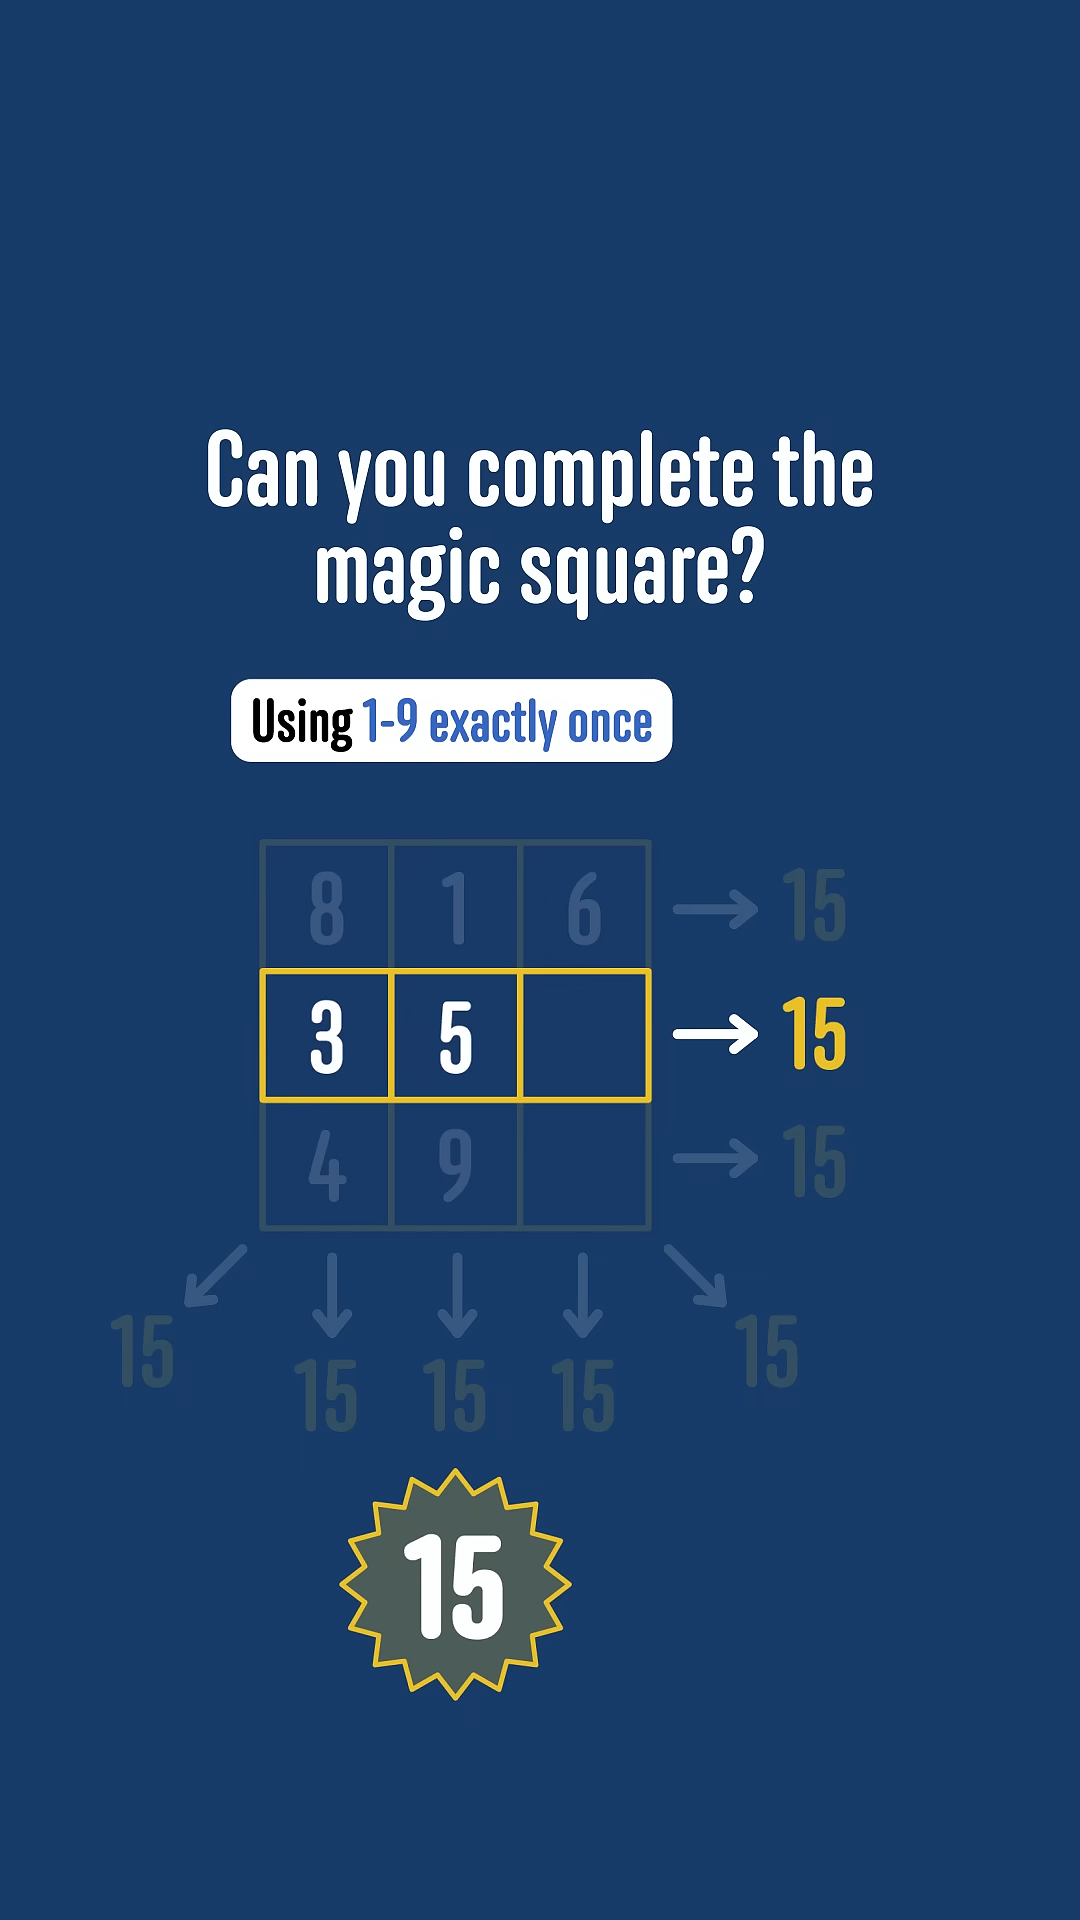 Can you complete the
magic square?
Using 1-9 exactly once
8 1 6 15
3 5 15
4 9 15
15 15 15 15 15
15